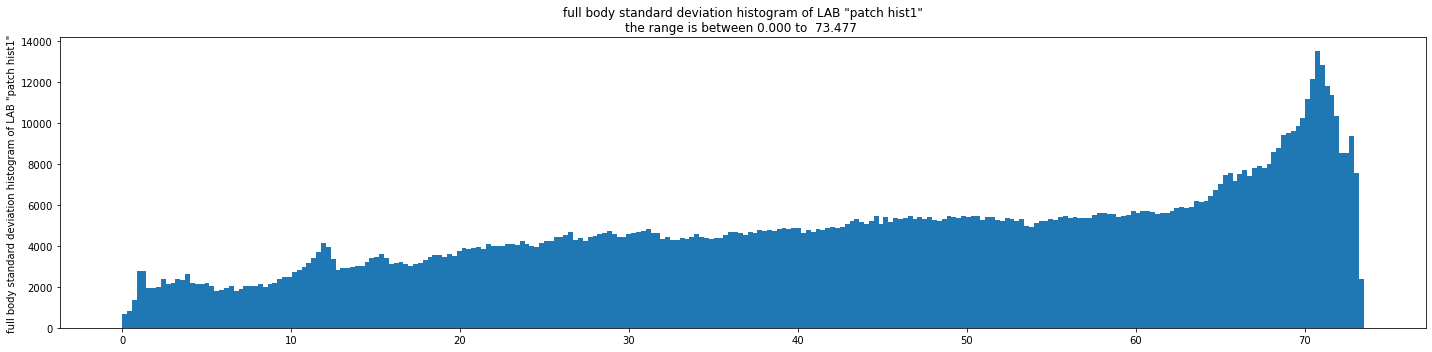 full body standard deviation histogram of LAB "patch hist1"
the range is between 0.000 to  73.477
full body standard deviation histogram of LAB "patch hist1"
14000
12000
10000
8000
6000
4000
2000
0
0 10 20 30 40 50 60 70